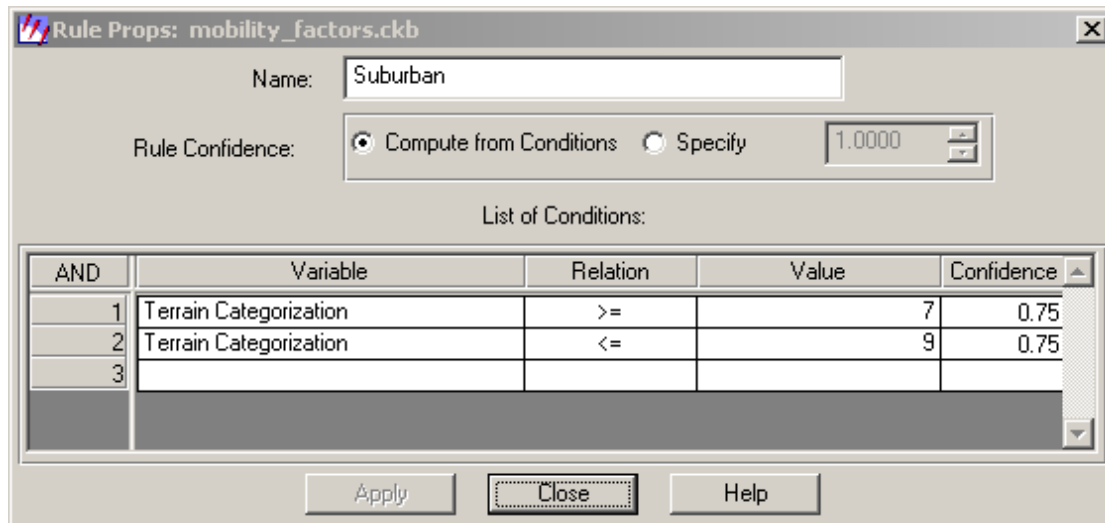 Rule Props: mobility_factors.ckb
Name: Suburban
Rule Confidence: Compute from Conditions Specify 1.0000
List of Conditions:
AND Variable Relation Value Confidence
1 Terrain Categorization >= 7 0.75
2 Terrain Categorization <= 9 0.75
3
Apply Close Help